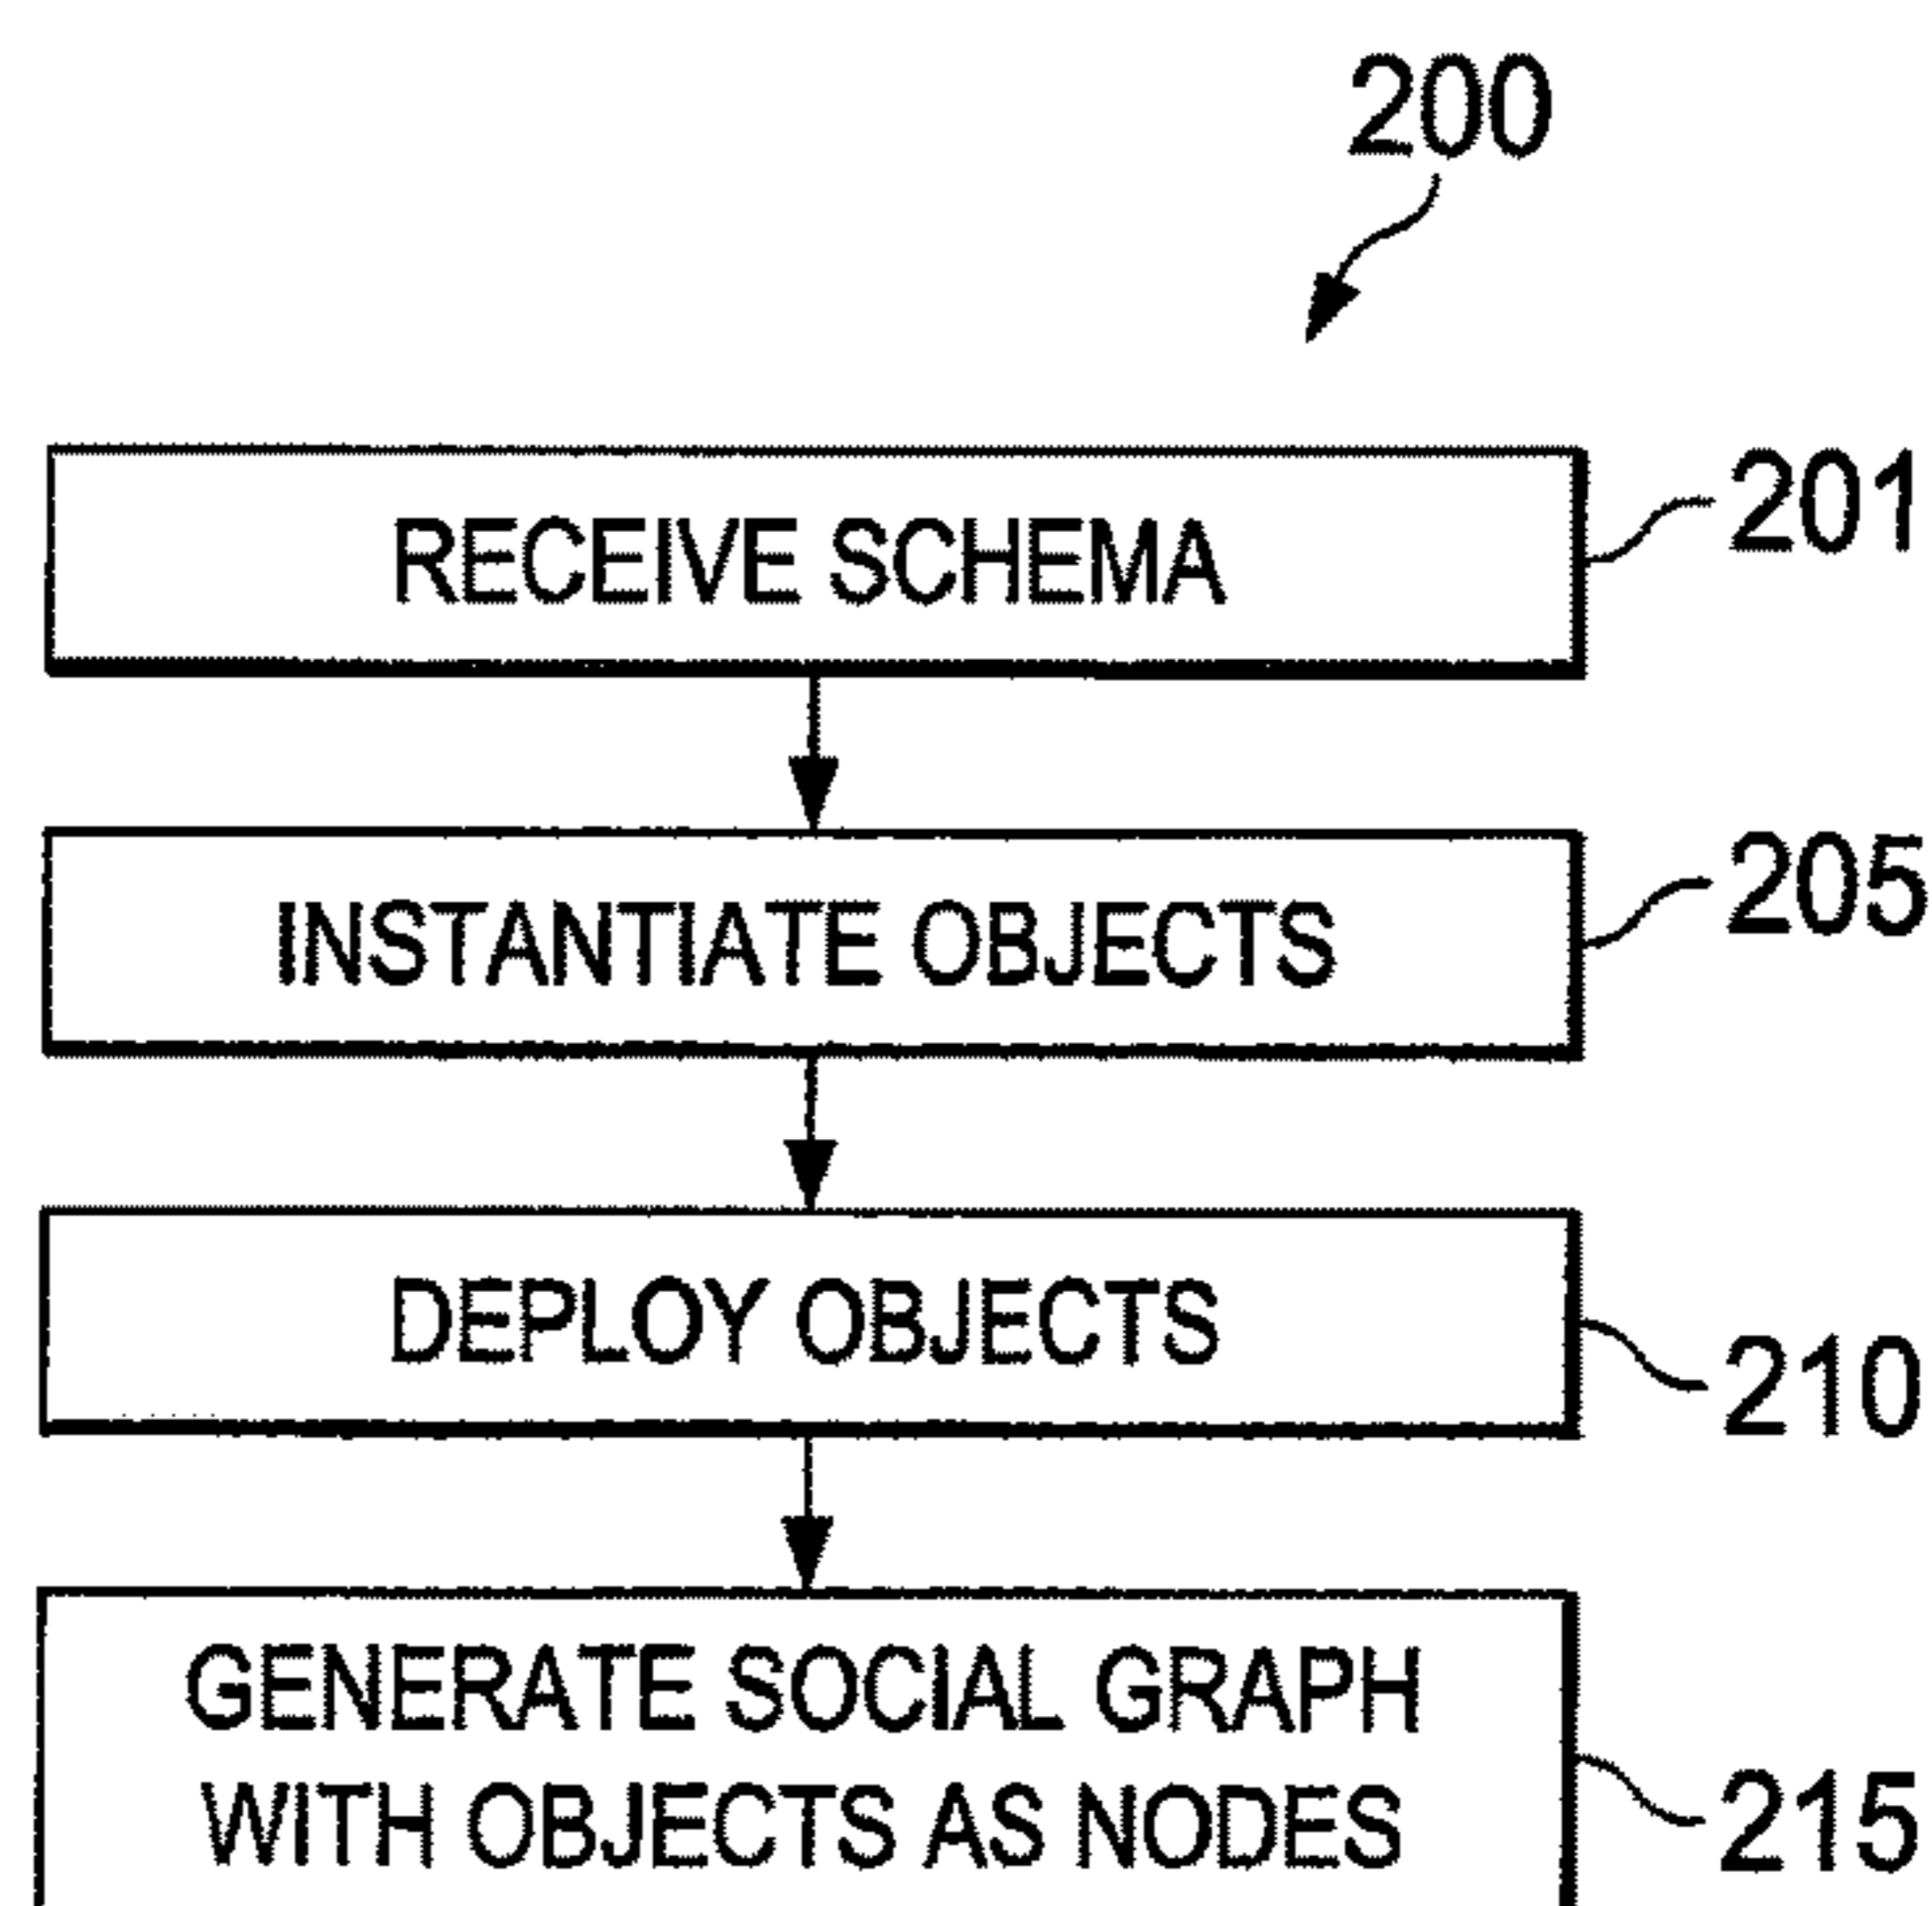 200
RECEIVE SCHEMA
201
INSTANTIATE OBJECTS
205
DEPLOY OBJECTS
210
GENERATE SOCIAL GRAPH
WITH OBJECTS AS NODES
215